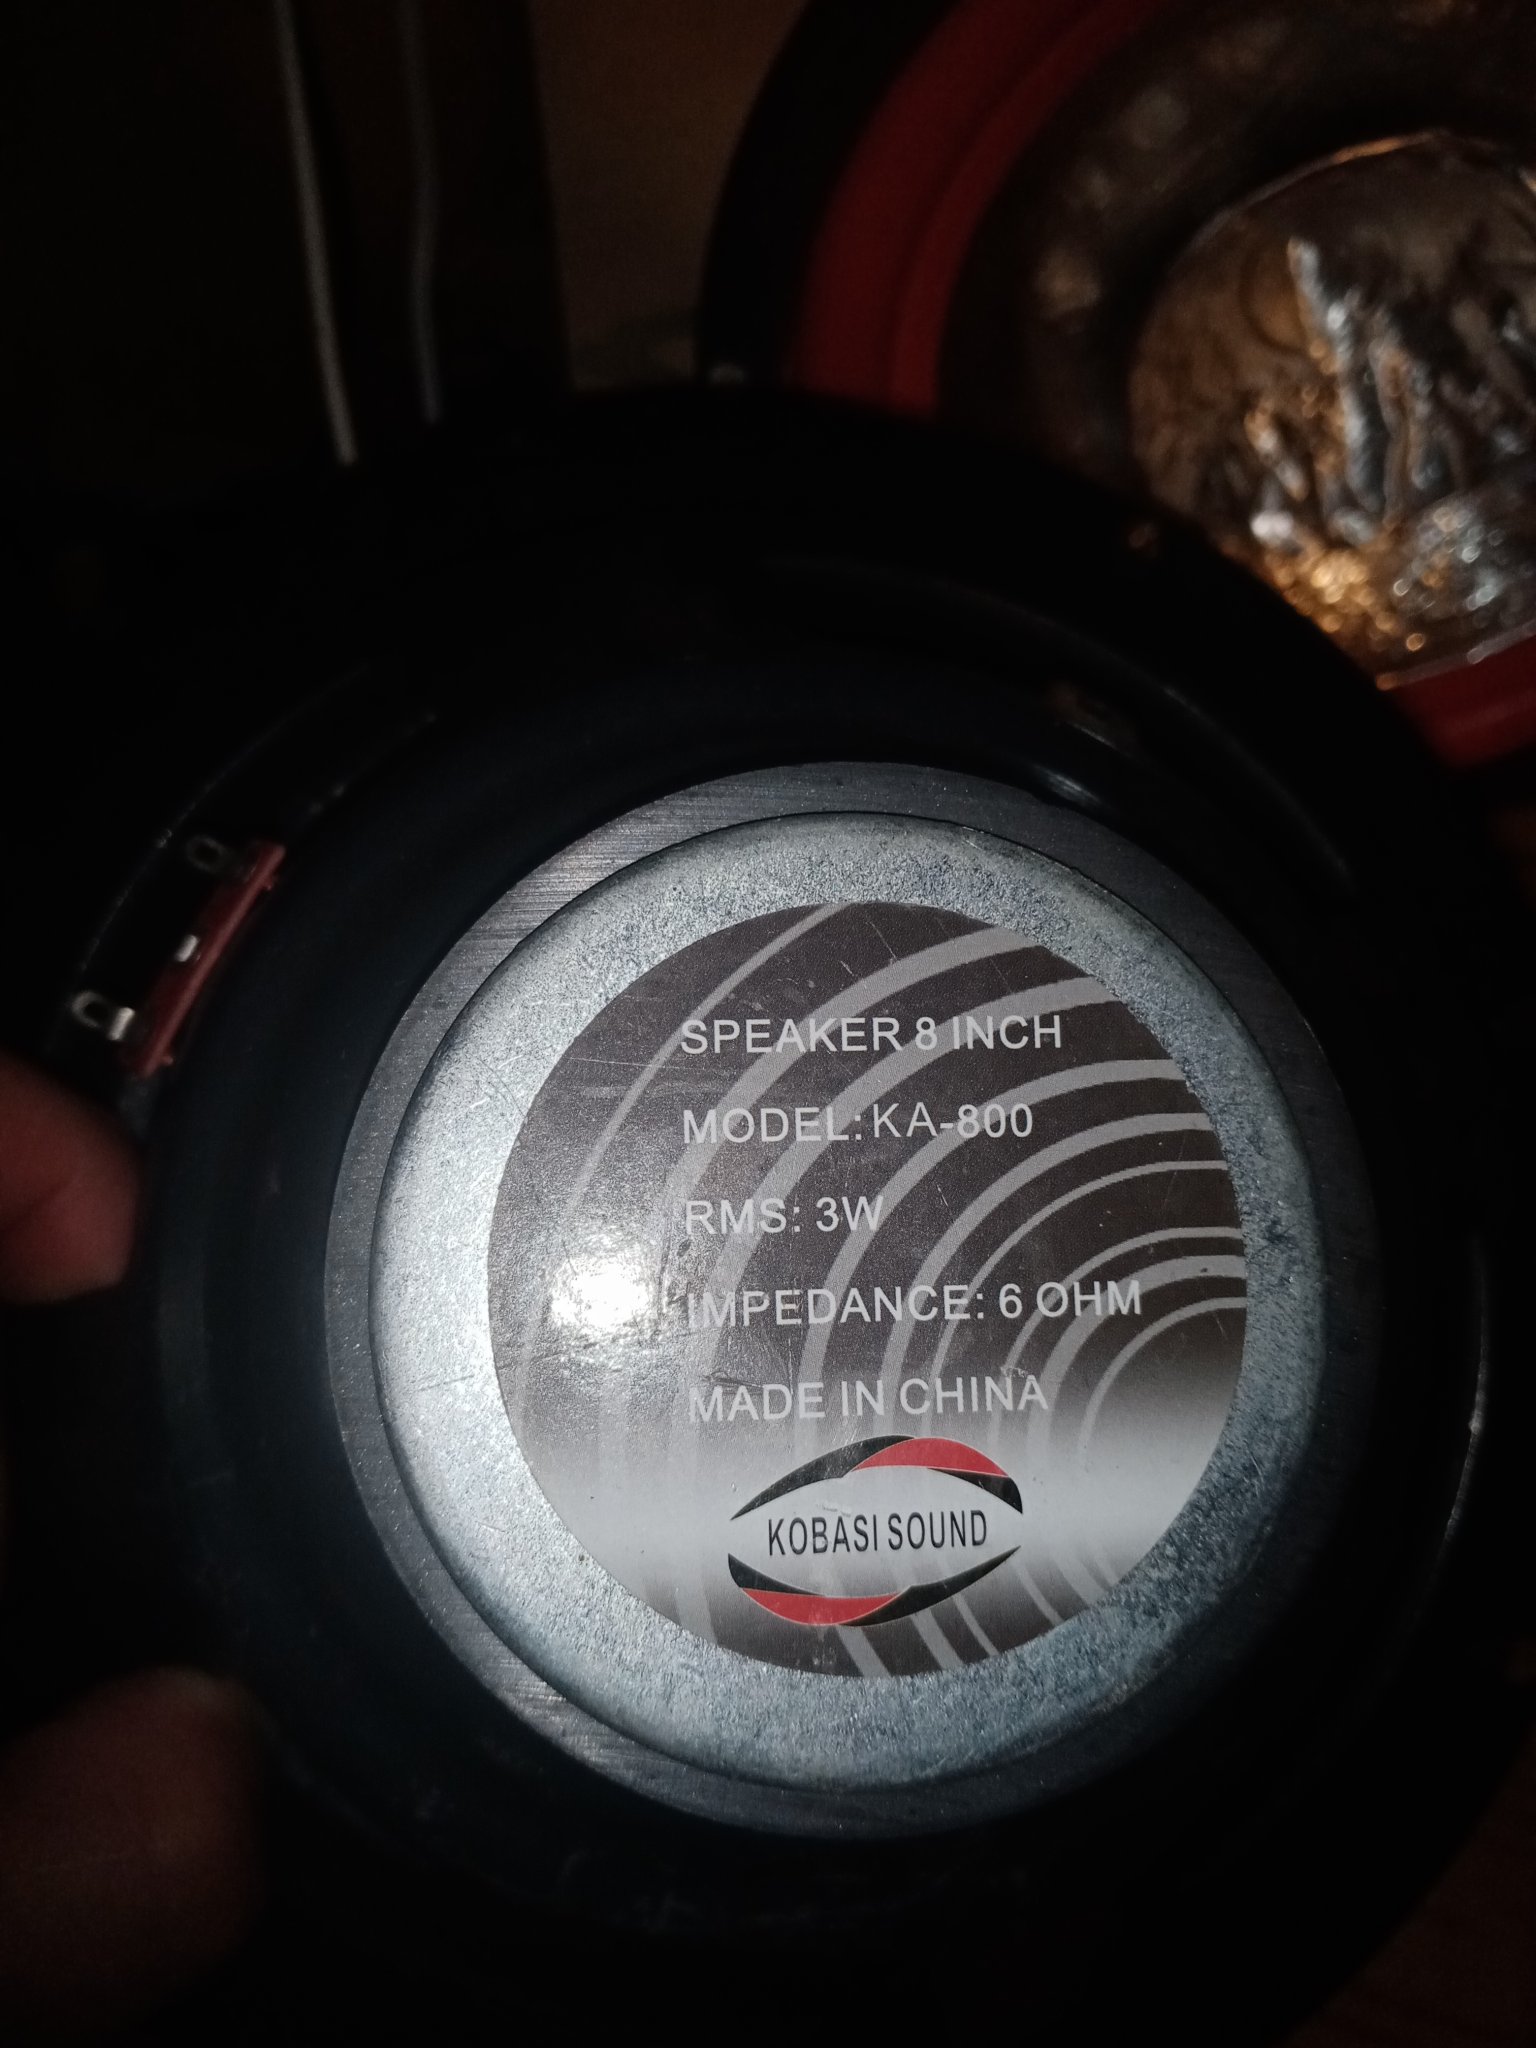 SPEAKER 8 INCH
MODEL: KA-800
RMS: 3W
IMPEDANCE: 6 OHM
MADE IN CHINA
KOBASI SOUND